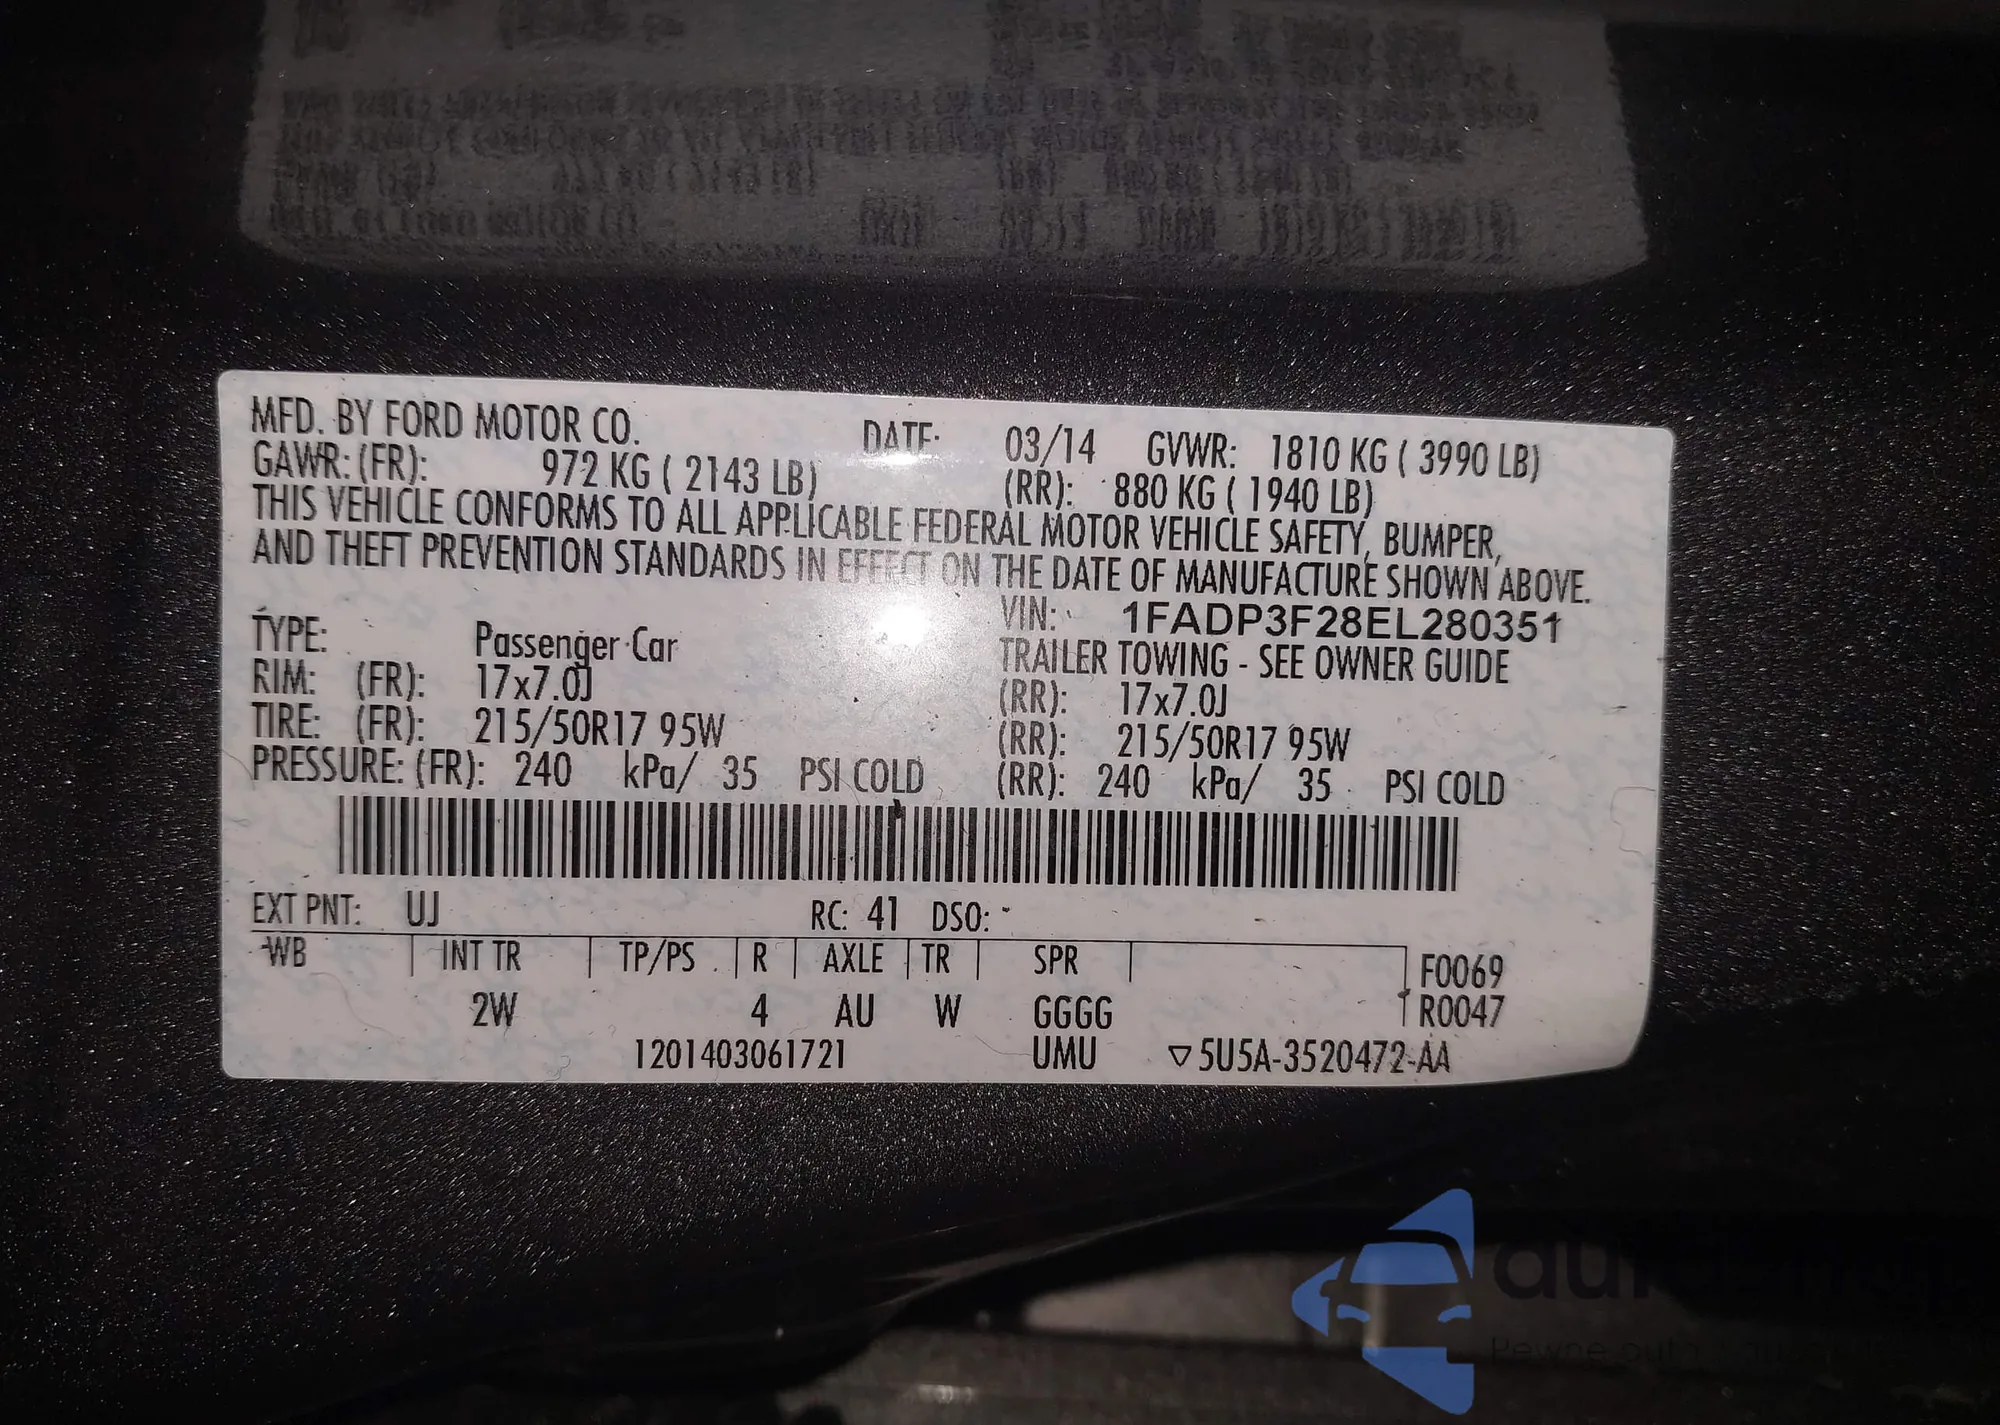 MFD. BY FORD MOTOR CO. DATE: 03/14 GVWR: 1810 KG ( 3990 LB)
GAWR: (FR): 972 KG ( 2143 LB) (RR): 880 KG ( 1940 LB)
THIS VEHICLE CONFORMS TO ALL APPLICABLE FEDERAL MOTOR VEHICLE SAFETY, BUMPER,
AND THEFT PREVENTION STANDARDS IN EFFECT ON THE DATE OF MANUFACTURE SHOWN ABOVE.
VIN: 1FADP3F28EL280351
TYPE: Passenger Car TRAILER TOWING - SEE OWNER GUIDE
RIM: (FR): 17x7.0J (RR): 17x7.0J
TIRE: (FR): 215/50R17 95W (RR): 215/50R17 95W
PRESSURE: (FR): 240 kPa/ 35 PSI COLD (RR): 240 kPa/ 35 PSI COLD
EXT PNT: UJ RC: 41 DSO:
WB INT TR TP/PS R AXLE TR SPR F0069
2W 4 AU W GGGG R0047
1201403061721 UMU ▽5U5A-3520472-AA